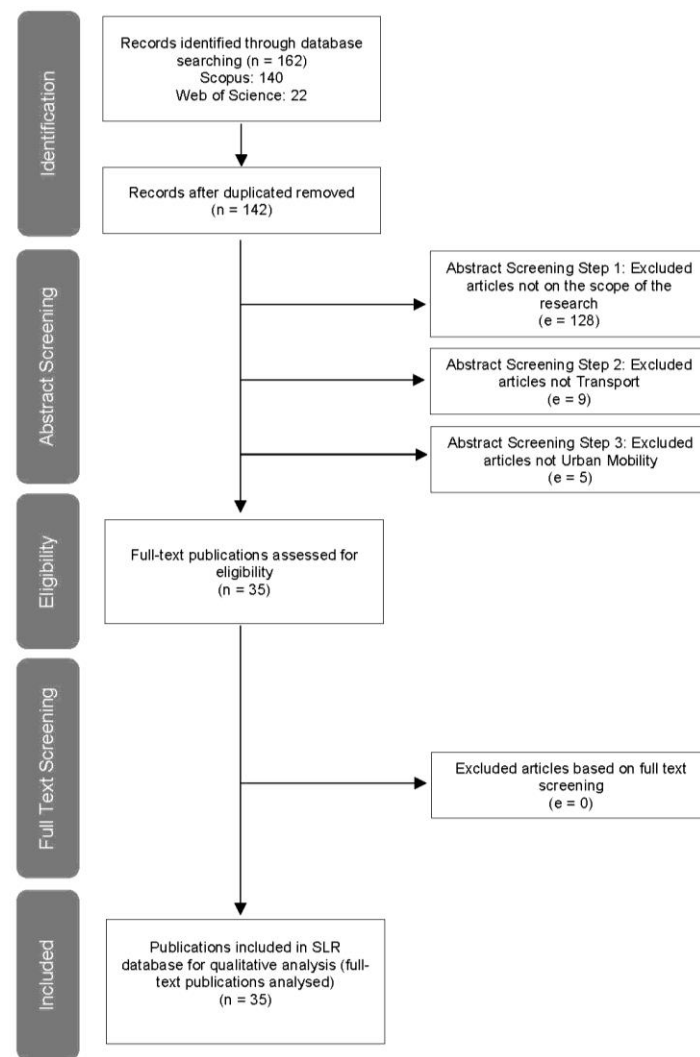 Identification
Records identified through database
searching (n = 162)
Scopus: 140
Web of Science: 22
Records after duplicated removed
(n = 142)
Abstract Screening
Abstract Screening Step 1: Excluded
articles not on the scope of the
research
(e = 128)
Abstract Screening Step 2: Excluded
articles not Transport
(e = 9)
Abstract Screening Step 3: Excluded
articles not Urban Mobility
(e = 5)
Eligibility
Full-text publications assessed for
eligibility
(n = 35)
Full Text Screening
Excluded articles based on full text
screening
(e = 0)
Included
Publications included in SLR
database for qualitative analysis (full-
text publications analysed)
(n = 35)